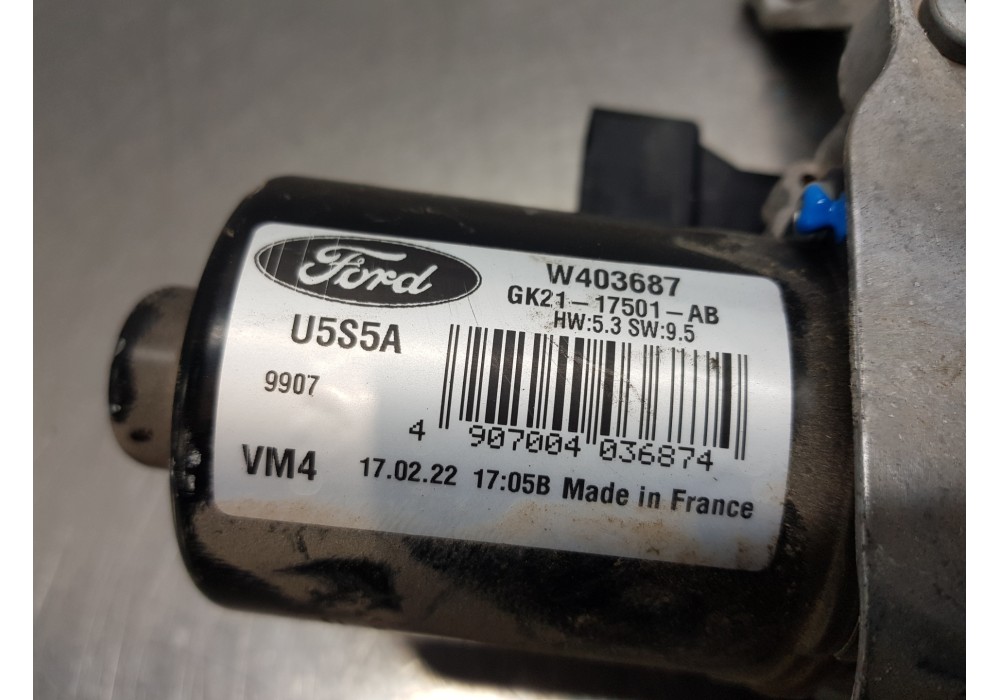 Ford
W403687
GK21-17501-AB
HW:5.3 SW:9.5
U5S5A
9907
4 907004 036874
VM4 17.02.22 17:05B Made in France